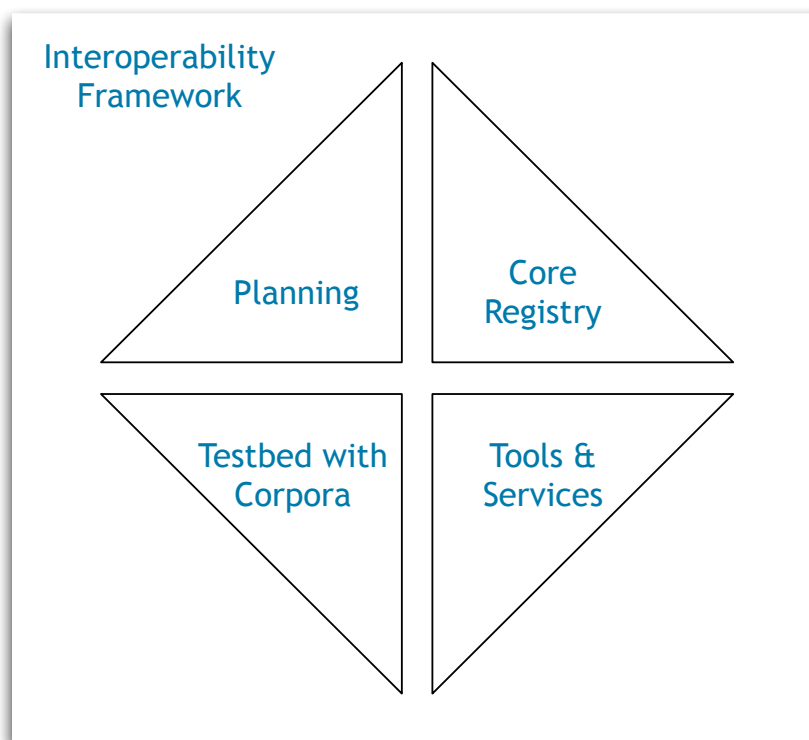 Interoperability
Framework
Planning
Core
Registry
Testbed with
Corpora
Tools &
Services